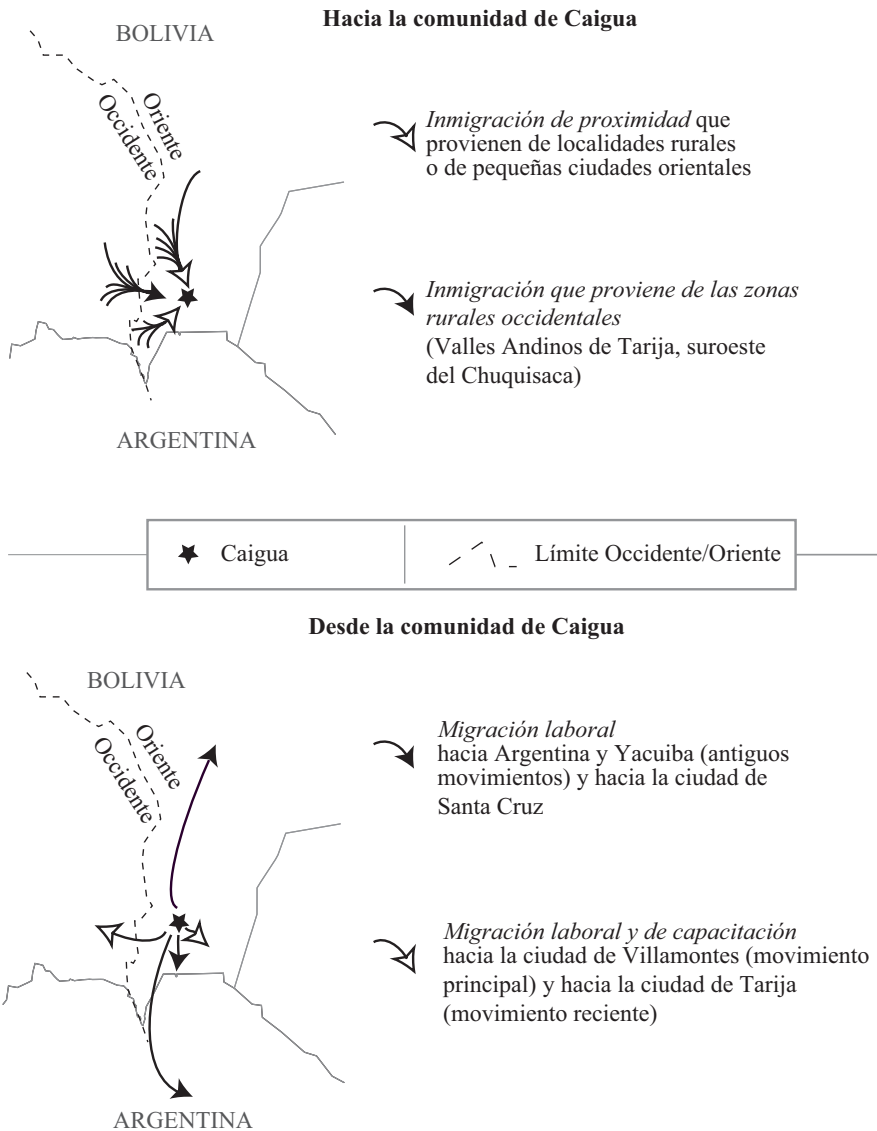 Hacia la comunidad de Caigua
BOLIVIA
Oriente
Occidente
Inmigración de proximidad que
provienen de localidades rurales
o de pequeñas ciudades orientales
Inmigración que proviene de las zonas
rurales occidentales
(Valles Andinos de Tarija, suroeste
del Chuquisaca)
ARGENTINA
Caigua
Límite Occidente/Oriente
Desde la comunidad de Caigua
BOLIVIA
Oriente
Occidente
Migración laboral
hacia Argentina y Yacuiba (antiguos
movimientos) y hacia la ciudad de
Santa Cruz
Migración laboral y de capacitación
hacia la ciudad de Villamontes (movimiento
principal) y hacia la ciudad de Tarija
(movimiento reciente)
ARGENTINA